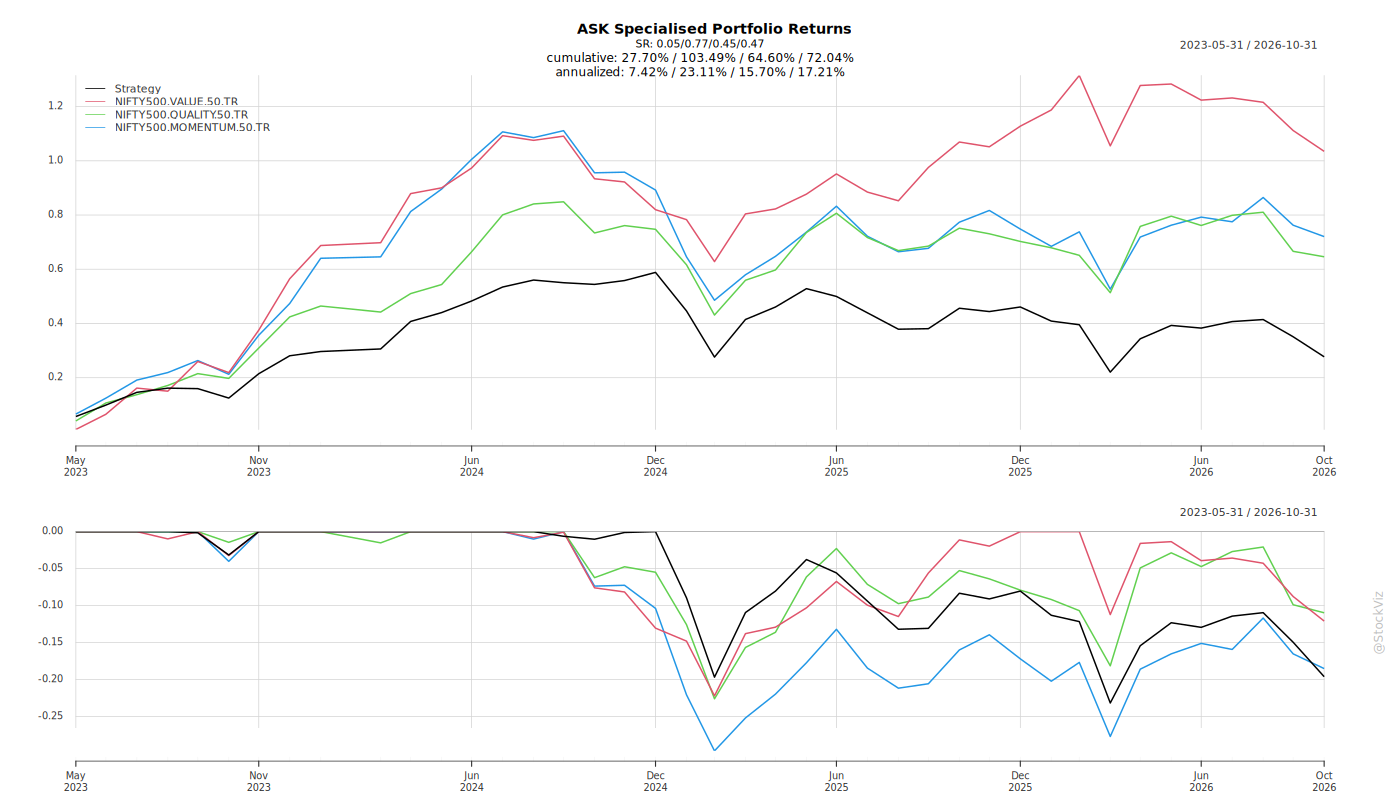 ASK Specialised Portfolio Returns
SR: 0.05/0.77/0.45/0.47
cumulative: 27.70% / 103.49% / 64.60% / 72.04%
annualized: 7.42% / 23.11% / 15.70% / 17.21%
2023-05-31 / 2026-10-31
Strategy
NIFTY500.VALUE.50.TR
NIFTY500.QUALITY50.TR
NIFTY500.MOMENTUM.50.TR
1.2
1.0
0.8
0.6
0.4
0.2
May Nov Jun Dec Jun Dec Jun Oct
2023 2023 2024 2024 2025 2025 2026 2026
2023-05-31 / 2026-10-31
0.00
-0.05
-0.10
-0.15
-0.20
-0.25
May Nov Jun Dec Jun Dec Jun Oct
2023 2023 2024 2024 2025 2025 2026 2026
@StockViz